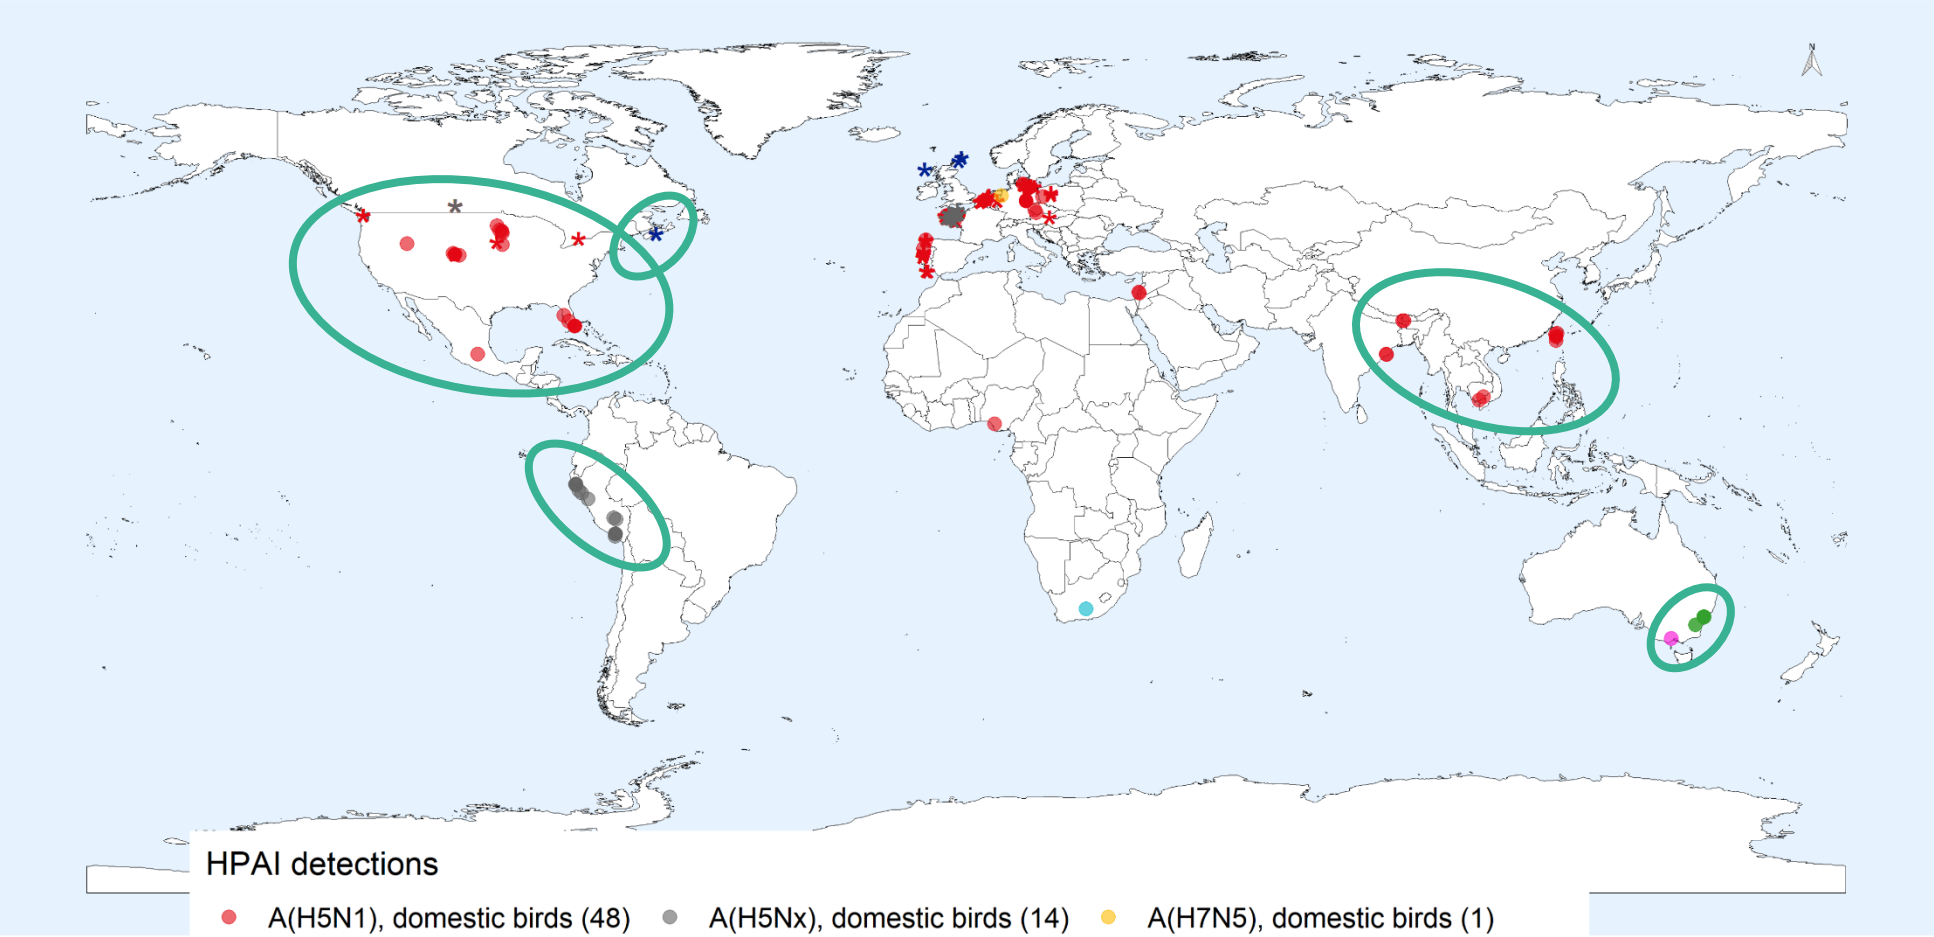 N
HPAI detections
A(H5N1), domestic birds (48) A(H5Nx), domestic birds (14) A(H7N5), domestic birds (1)